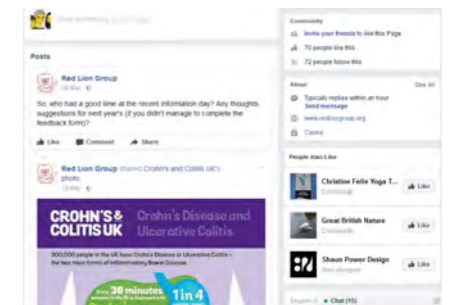 Posts
Red Lion Group
So, who had a good time at the recent information day? Any thoughts,
suggestions for next year's (if you didn't manage to complete the
feedback form)?
Like Comment Share
Red Lion Group shared Crohn's and Colitis UK's
photo.
CROHN'S &
COLITIS UK
Crohn's Disease and
Ulcerative Colitis
300,000 people in the UK have Crohn's Disease or Ulcerative Colitis –
the two main forms of Inflammatory Bowel Disease.
Every 30 minutes
1 in 4
Community
Invite your friends to like this Page
70 people like this
72 people follow this
About See All
Typically replies within an hour
Send message
www.redliongroup.org
People Also Like
Christine Felix Yoga T...
Like
Great British Nature
Like
Shaun Power Design
Web designer
Like
Chat (15)